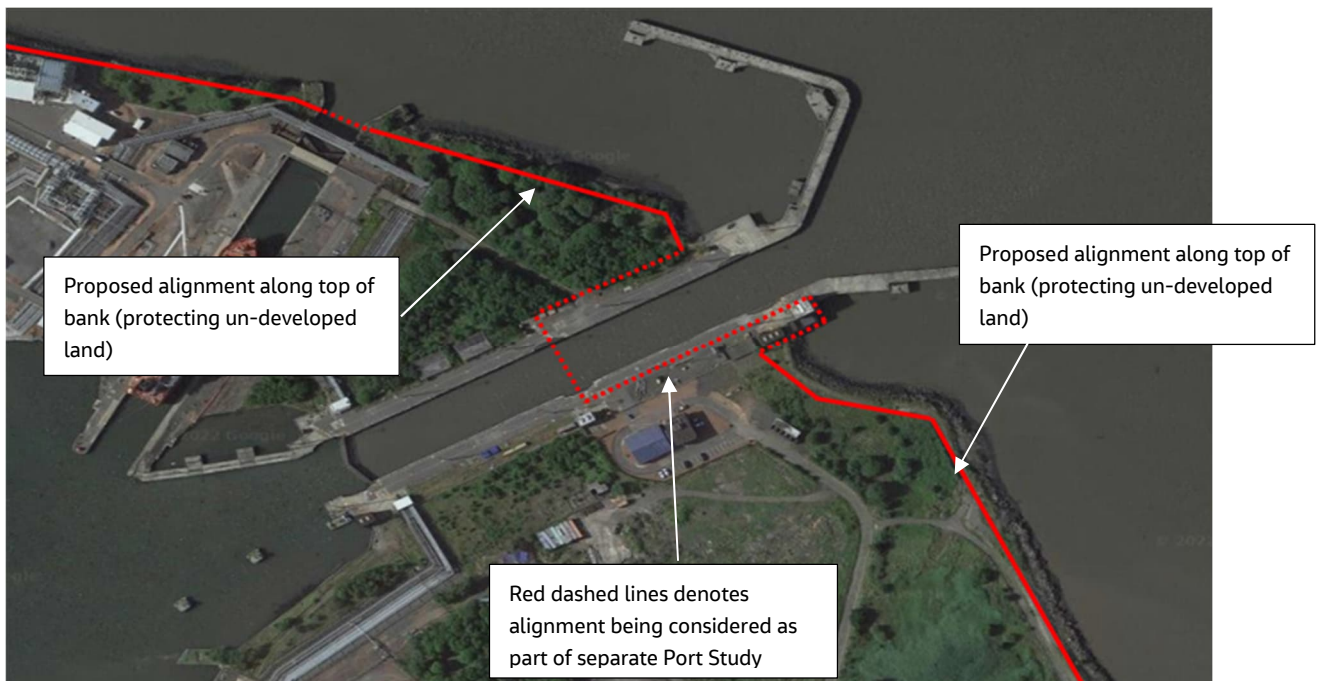 Proposed alignment along top of
bank (protecting un-developed
land)
Proposed alignment along top of
bank (protecting un-developed
land)
Red dashed lines denotes
alignment being considered as
part of separate Port Study